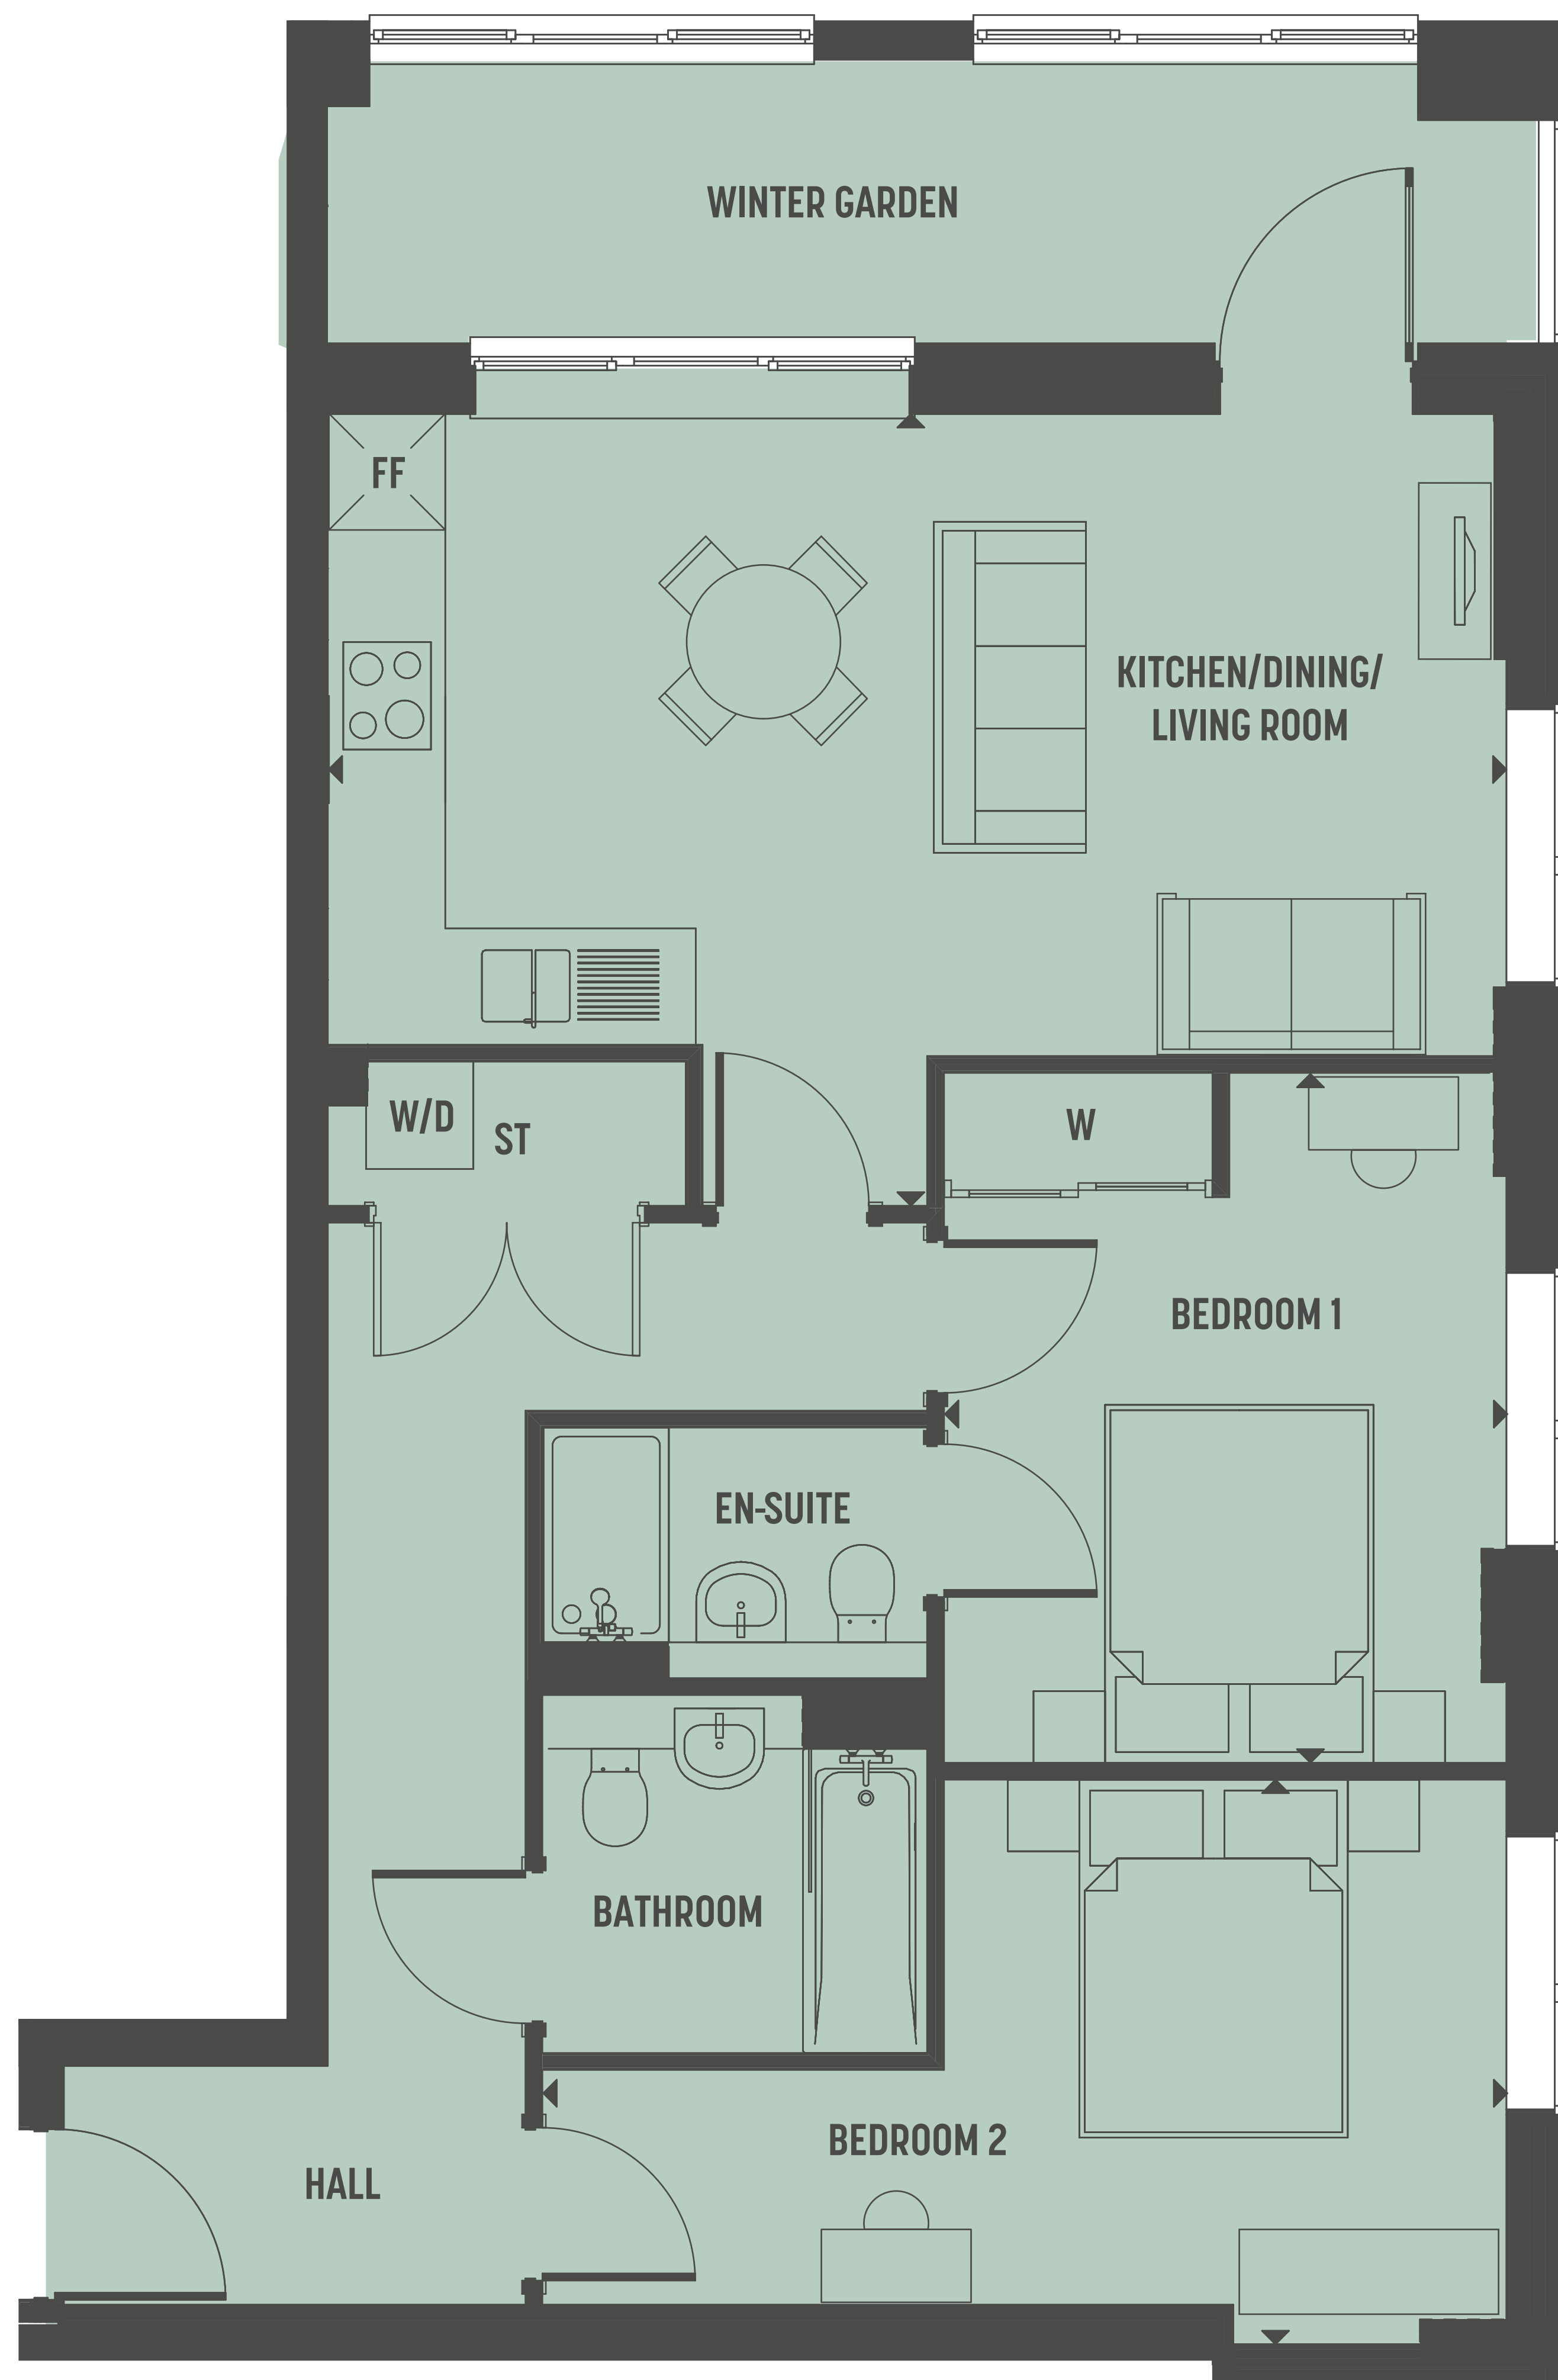 WINTER GARDEN
FF
KITCHEN/DINING/
LIVING ROOM
W/D
ST
W
BEDROOM 1
EN-SUITE
BATHROOM
BEDROOM 2
HALL